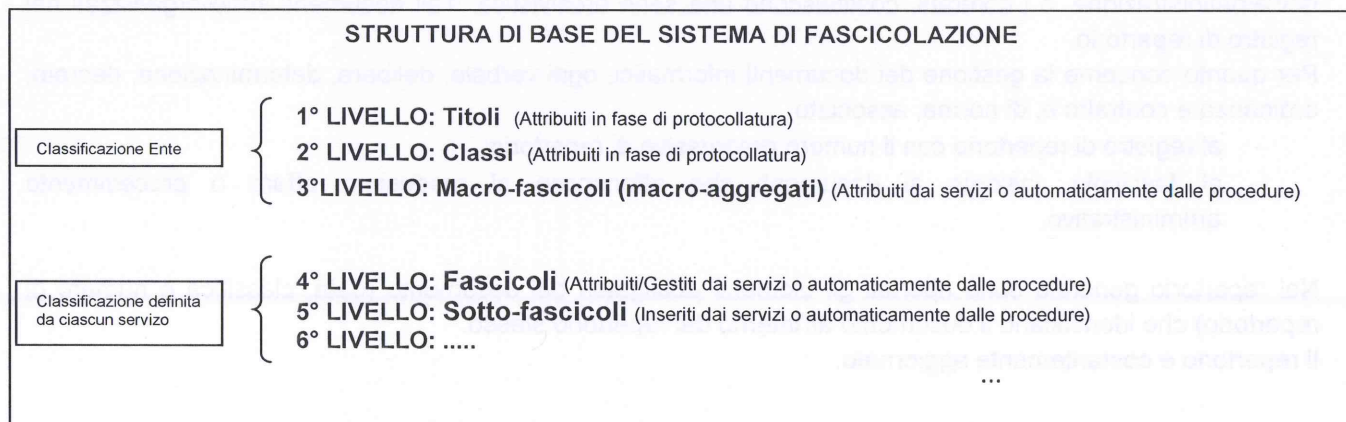 STRUTTURA DI BASE DEL SISTEMA DI FASCICOLAZIONE
Classificazione Ente
1° LIVELLO: Titoli (Attribuiti in fase di protocollatura)
2° LIVELLO: Classi (Attribuiti in fase di protocollatura)
3°LIVELLO: Macro-fascicoli (macro-aggregati) (Attribuiti dai servizi o automaticamente dalle procedure)
Classificazione definita
da ciascun servizo
4° LIVELLO: Fascicoli (Attribuiti/Gestiti dai servizi o automaticamente dalle procedure)
5° LIVELLO: Sotto-fascicoli (Inseriti dai servizi o automaticamente dalle procedure)
6° LIVELLO: .....
...